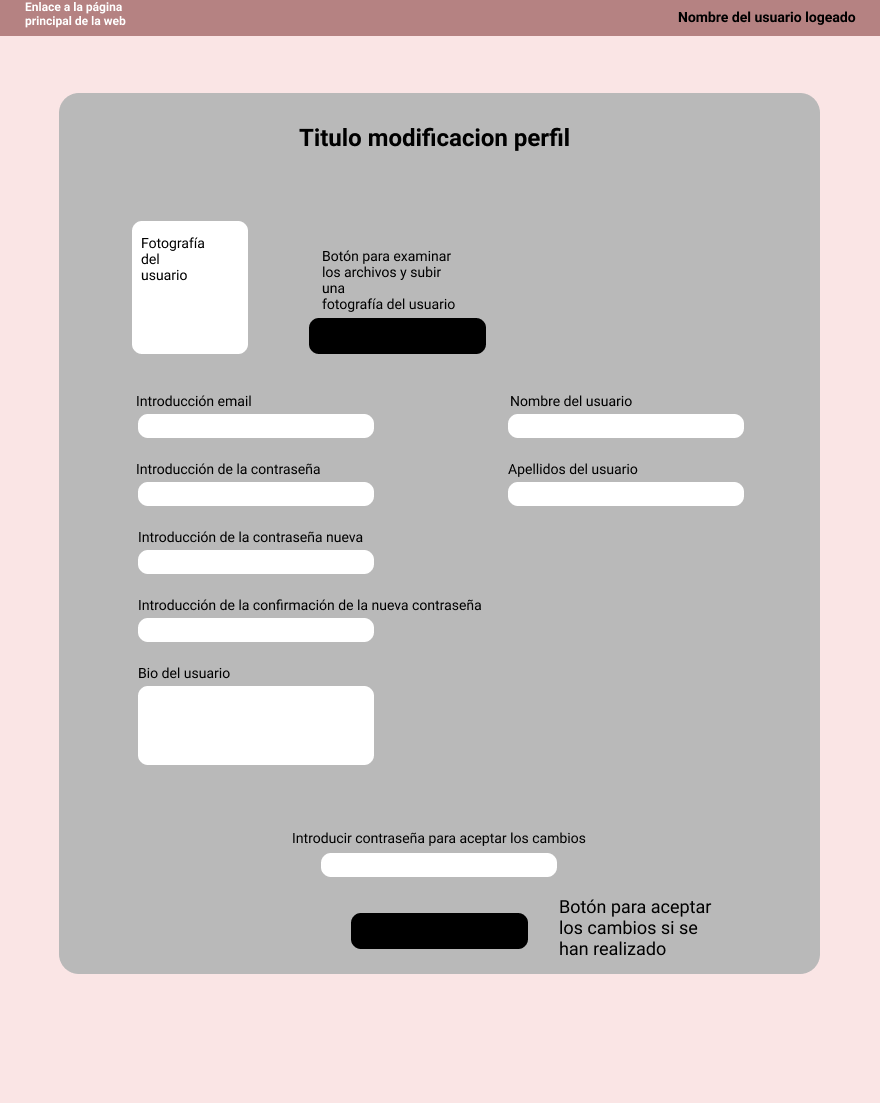 Enlace a la página
principal de la web
Nombre del usuario logeado
Titulo modificacion perfil
Fotografía
del
usuario
Botón para examinar
los archivos y subir
una
fotografía del usuario
Introducción email
Nombre del usuario
Introducción de la contraseña
Apellidos del usuario
Introducción de la contraseña nueva
Introducción de la confirmación de la nueva contraseña
Bio del usuario
Introducir contraseña para aceptar los cambios
Botón para aceptar
los cambios si se
han realizado